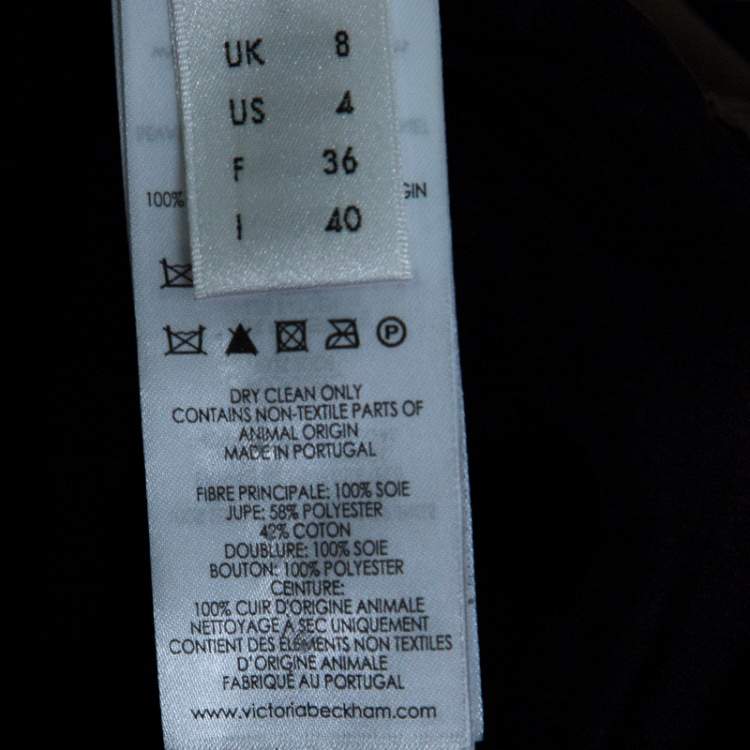 UK 8
US 4
F 36
I 40
100%
GIN
P
DRY CLEAN ONLY
CONTAINS NON-TEXTILE PARTS OF
ANIMAL ORIGIN
MADE IN PORTUGAL
FIBRE PRINCIPALE: 100% SOIE
JUPE: 58% POLYESTER
42% COTON
DOUBLURE: 100% SOIE
BOUTON: 100% POLYESTER
CEINTURE:
100% CUIR D'ORIGINE ANIMALE
NETTOYAGE A SEC UNIQUEMENT
CONTIENT DES ÉLÉMENTS NON TEXTILES
D'ORIGINE ANIMALE
FABRIQUÉ AU PORTUGAL
www.victoriabeckham.com